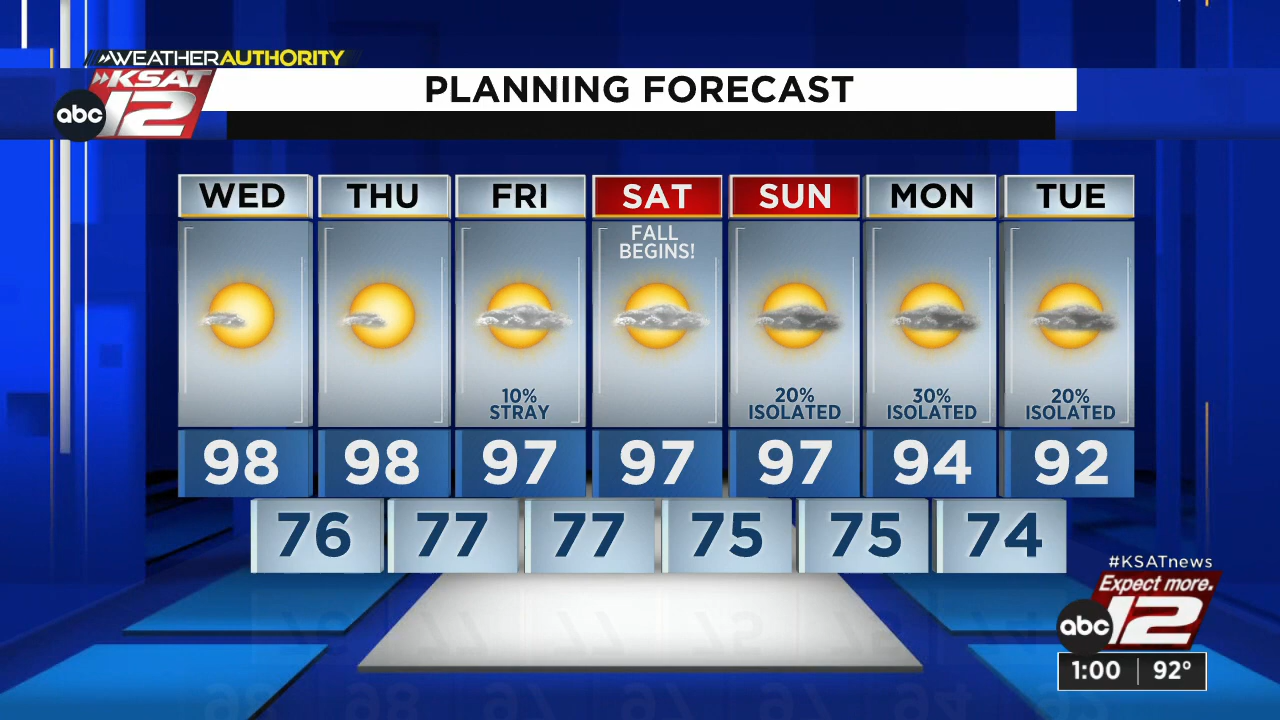 WEATHERAUTHORITY
KSAT
abc 12
PLANNING FORECAST
WED THU FRI SAT SUN MON TUE
FALL
BEGINS!
10% 20% 30% 20%
STRAY ISOLATED ISOLATED ISOLATED
98 98 97 97 97 94 92
76 77 77 75 75 74
#KSATnews
Expect more.
abc 12
1:00 92°